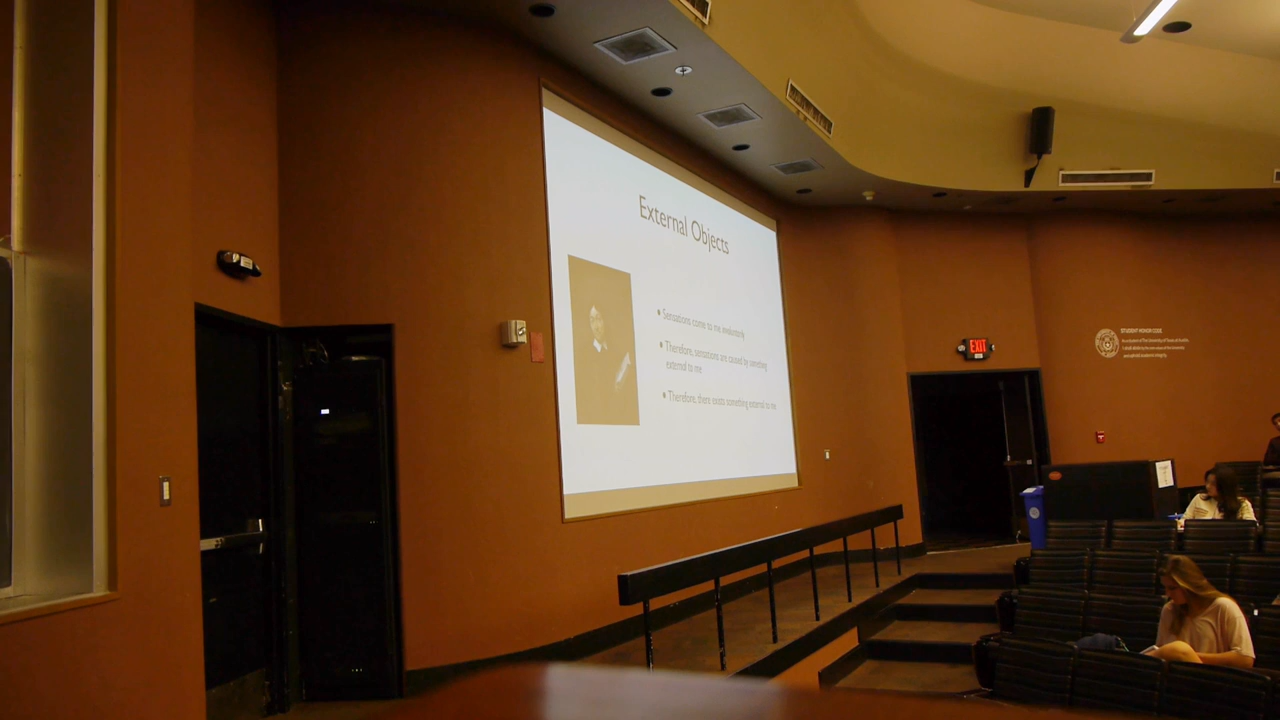 External Objects
• Sensations come to me involuntarily
• Therefore, sensations are caused by something
external to me
• Therefore, there exists something external to me
EXIT
STUDENT HONOR CODE